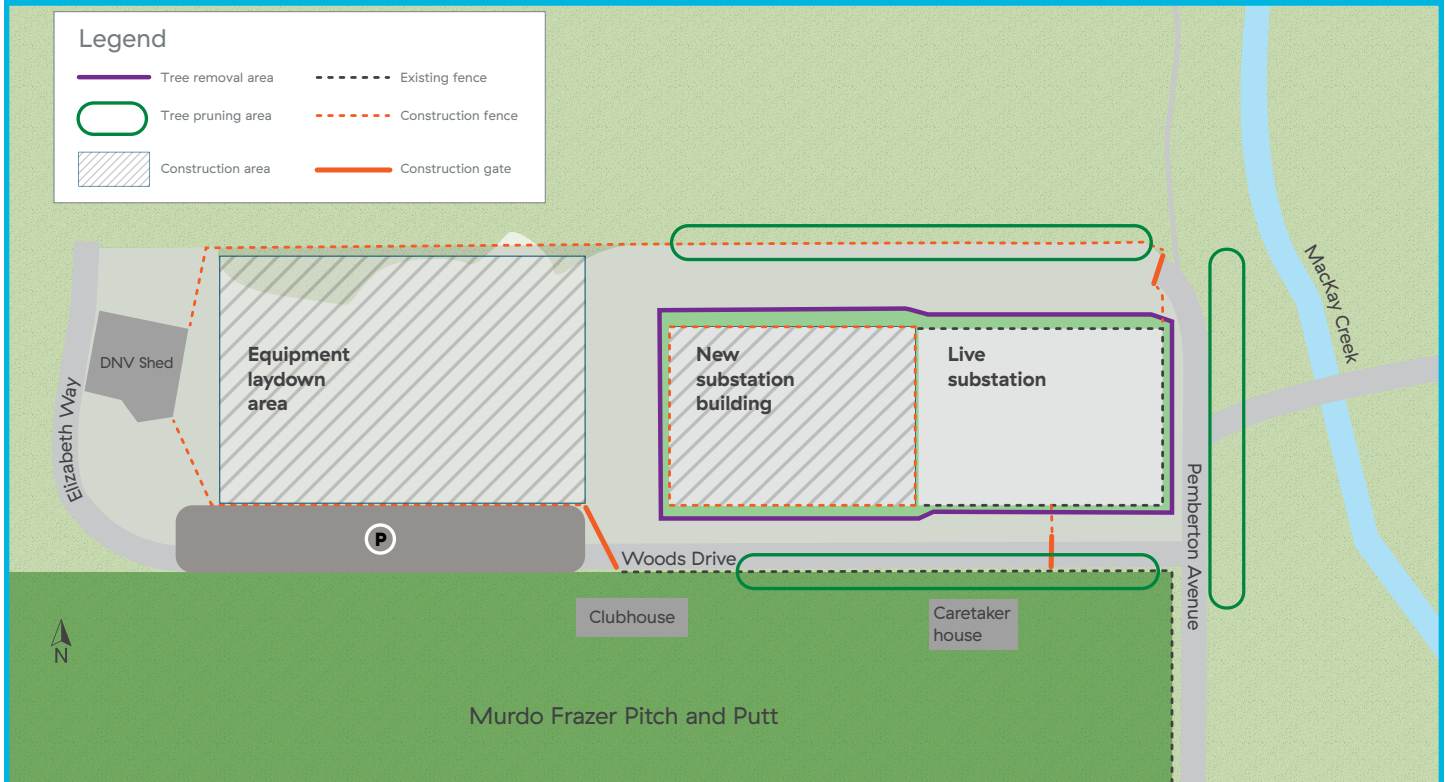 Legend
Tree removal area
Existing fence
Tree pruning area
Construction fence
Construction area
Construction gate
MacKay Creek
DNV Shed
Equipment
laydown
area
New
substation
building
Live
substation
Elizabeth Way
Pemberton Avenue
P
Woods Drive
Clubhouse
Caretaker
house
N
Murdo Frazer Pitch and Putt